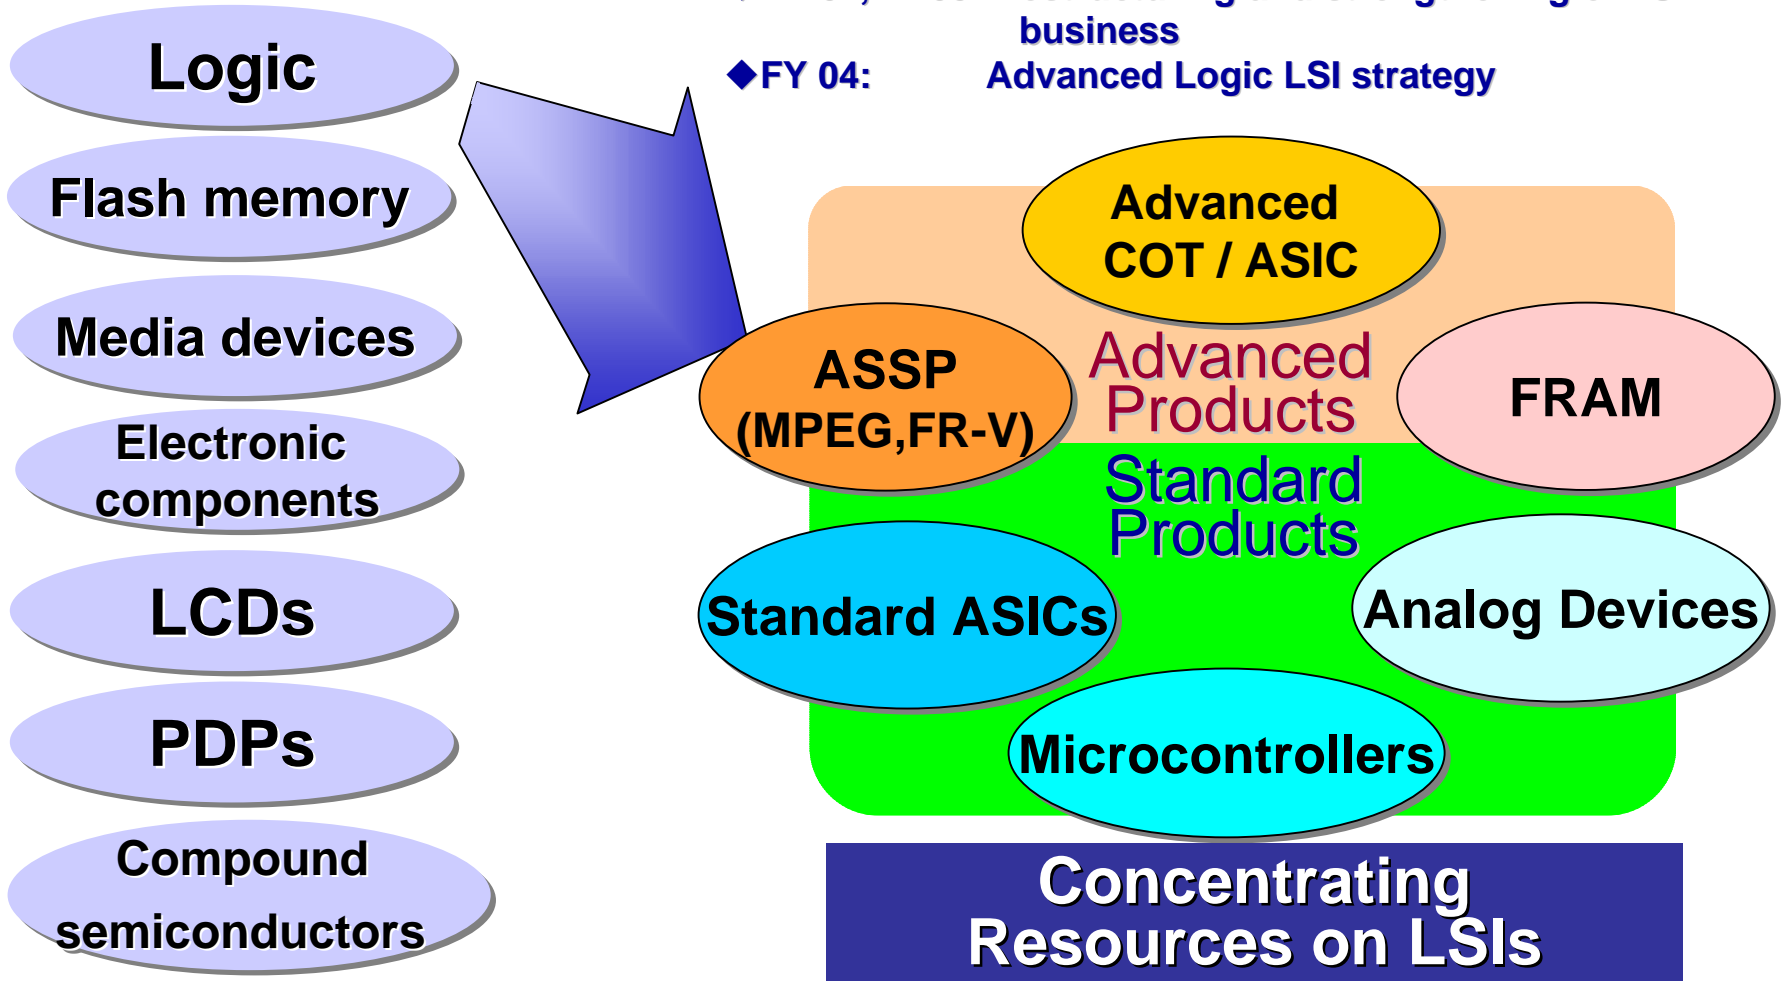 business
◆FY 04: Advanced Logic LSI strategy
Logic
Flash memory
Media devices
Electronic
components
LCDs
PDPs
Compound
semiconductors
Advanced
COT / ASIC
ASSP
(MPEG,FR-V)
Advanced
Products
FRAM
Standard
Products
Standard ASICs
Analog Devices
Microcontrollers
Concentrating
Resources on LSIs